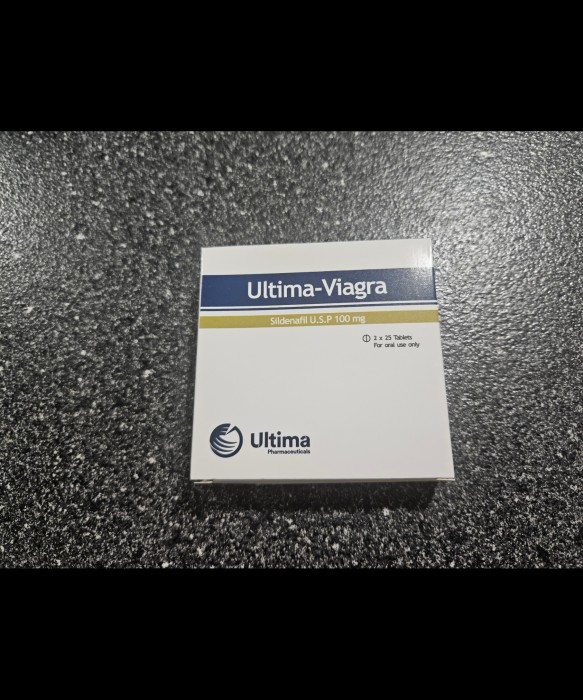 Ultima-Viagra
Sildenafil U.S.P 100 mg
2 x 25 Tablets
For oral use only
Ultima
Pharmaceuticals